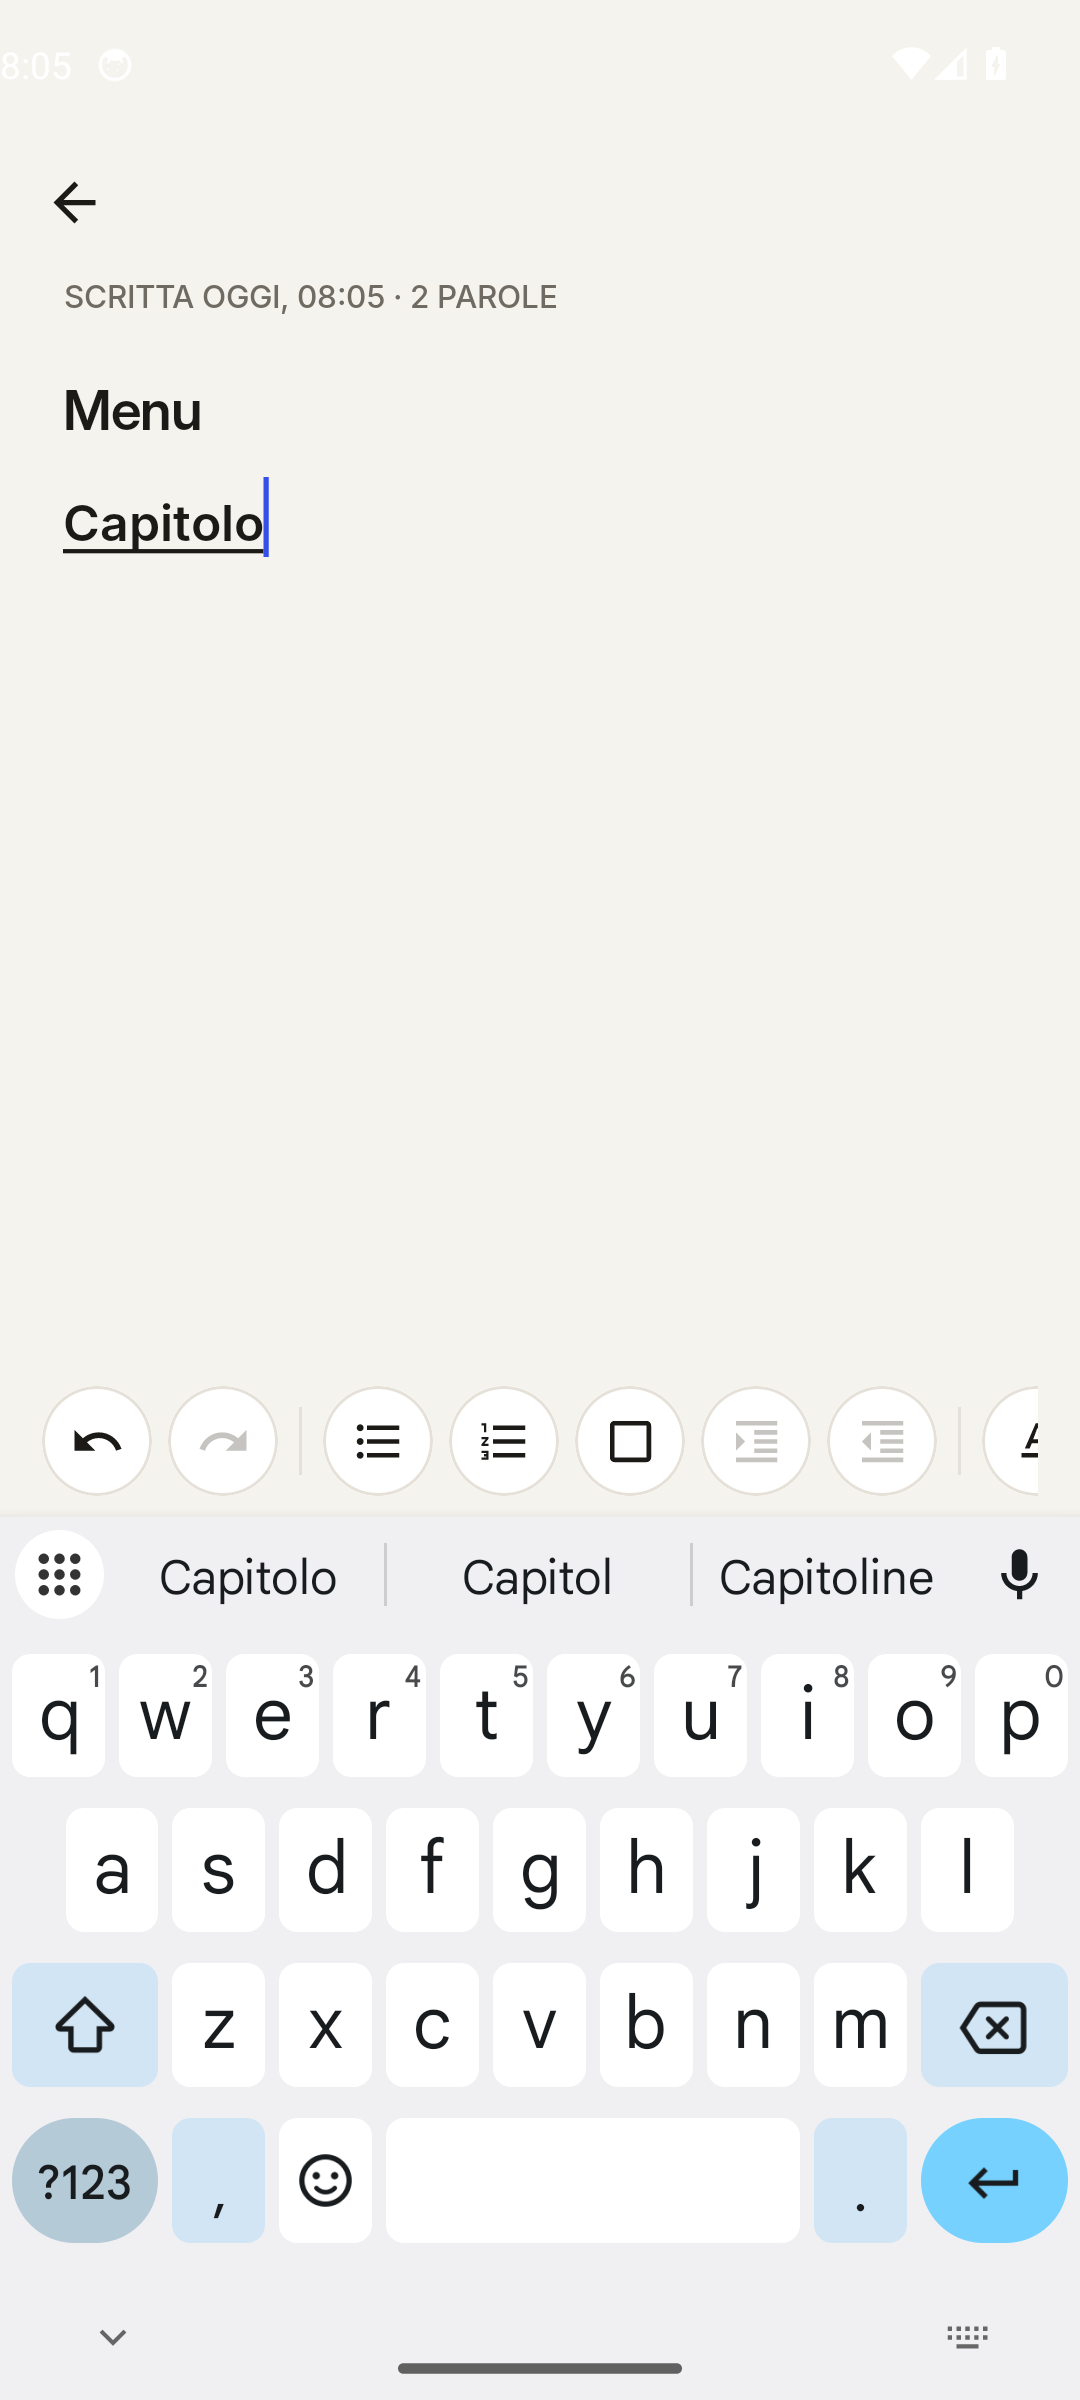 8:05
SCRITTA OGGI, 08:05 · 2 PAROLE
Menu
Capitolo
Capitolo Capitol Capitoline
q1 w2 e3 r4 t5 y6 u7 i8 o9 p0
a s d f g h j k l
z x c v b n m
?123 , .